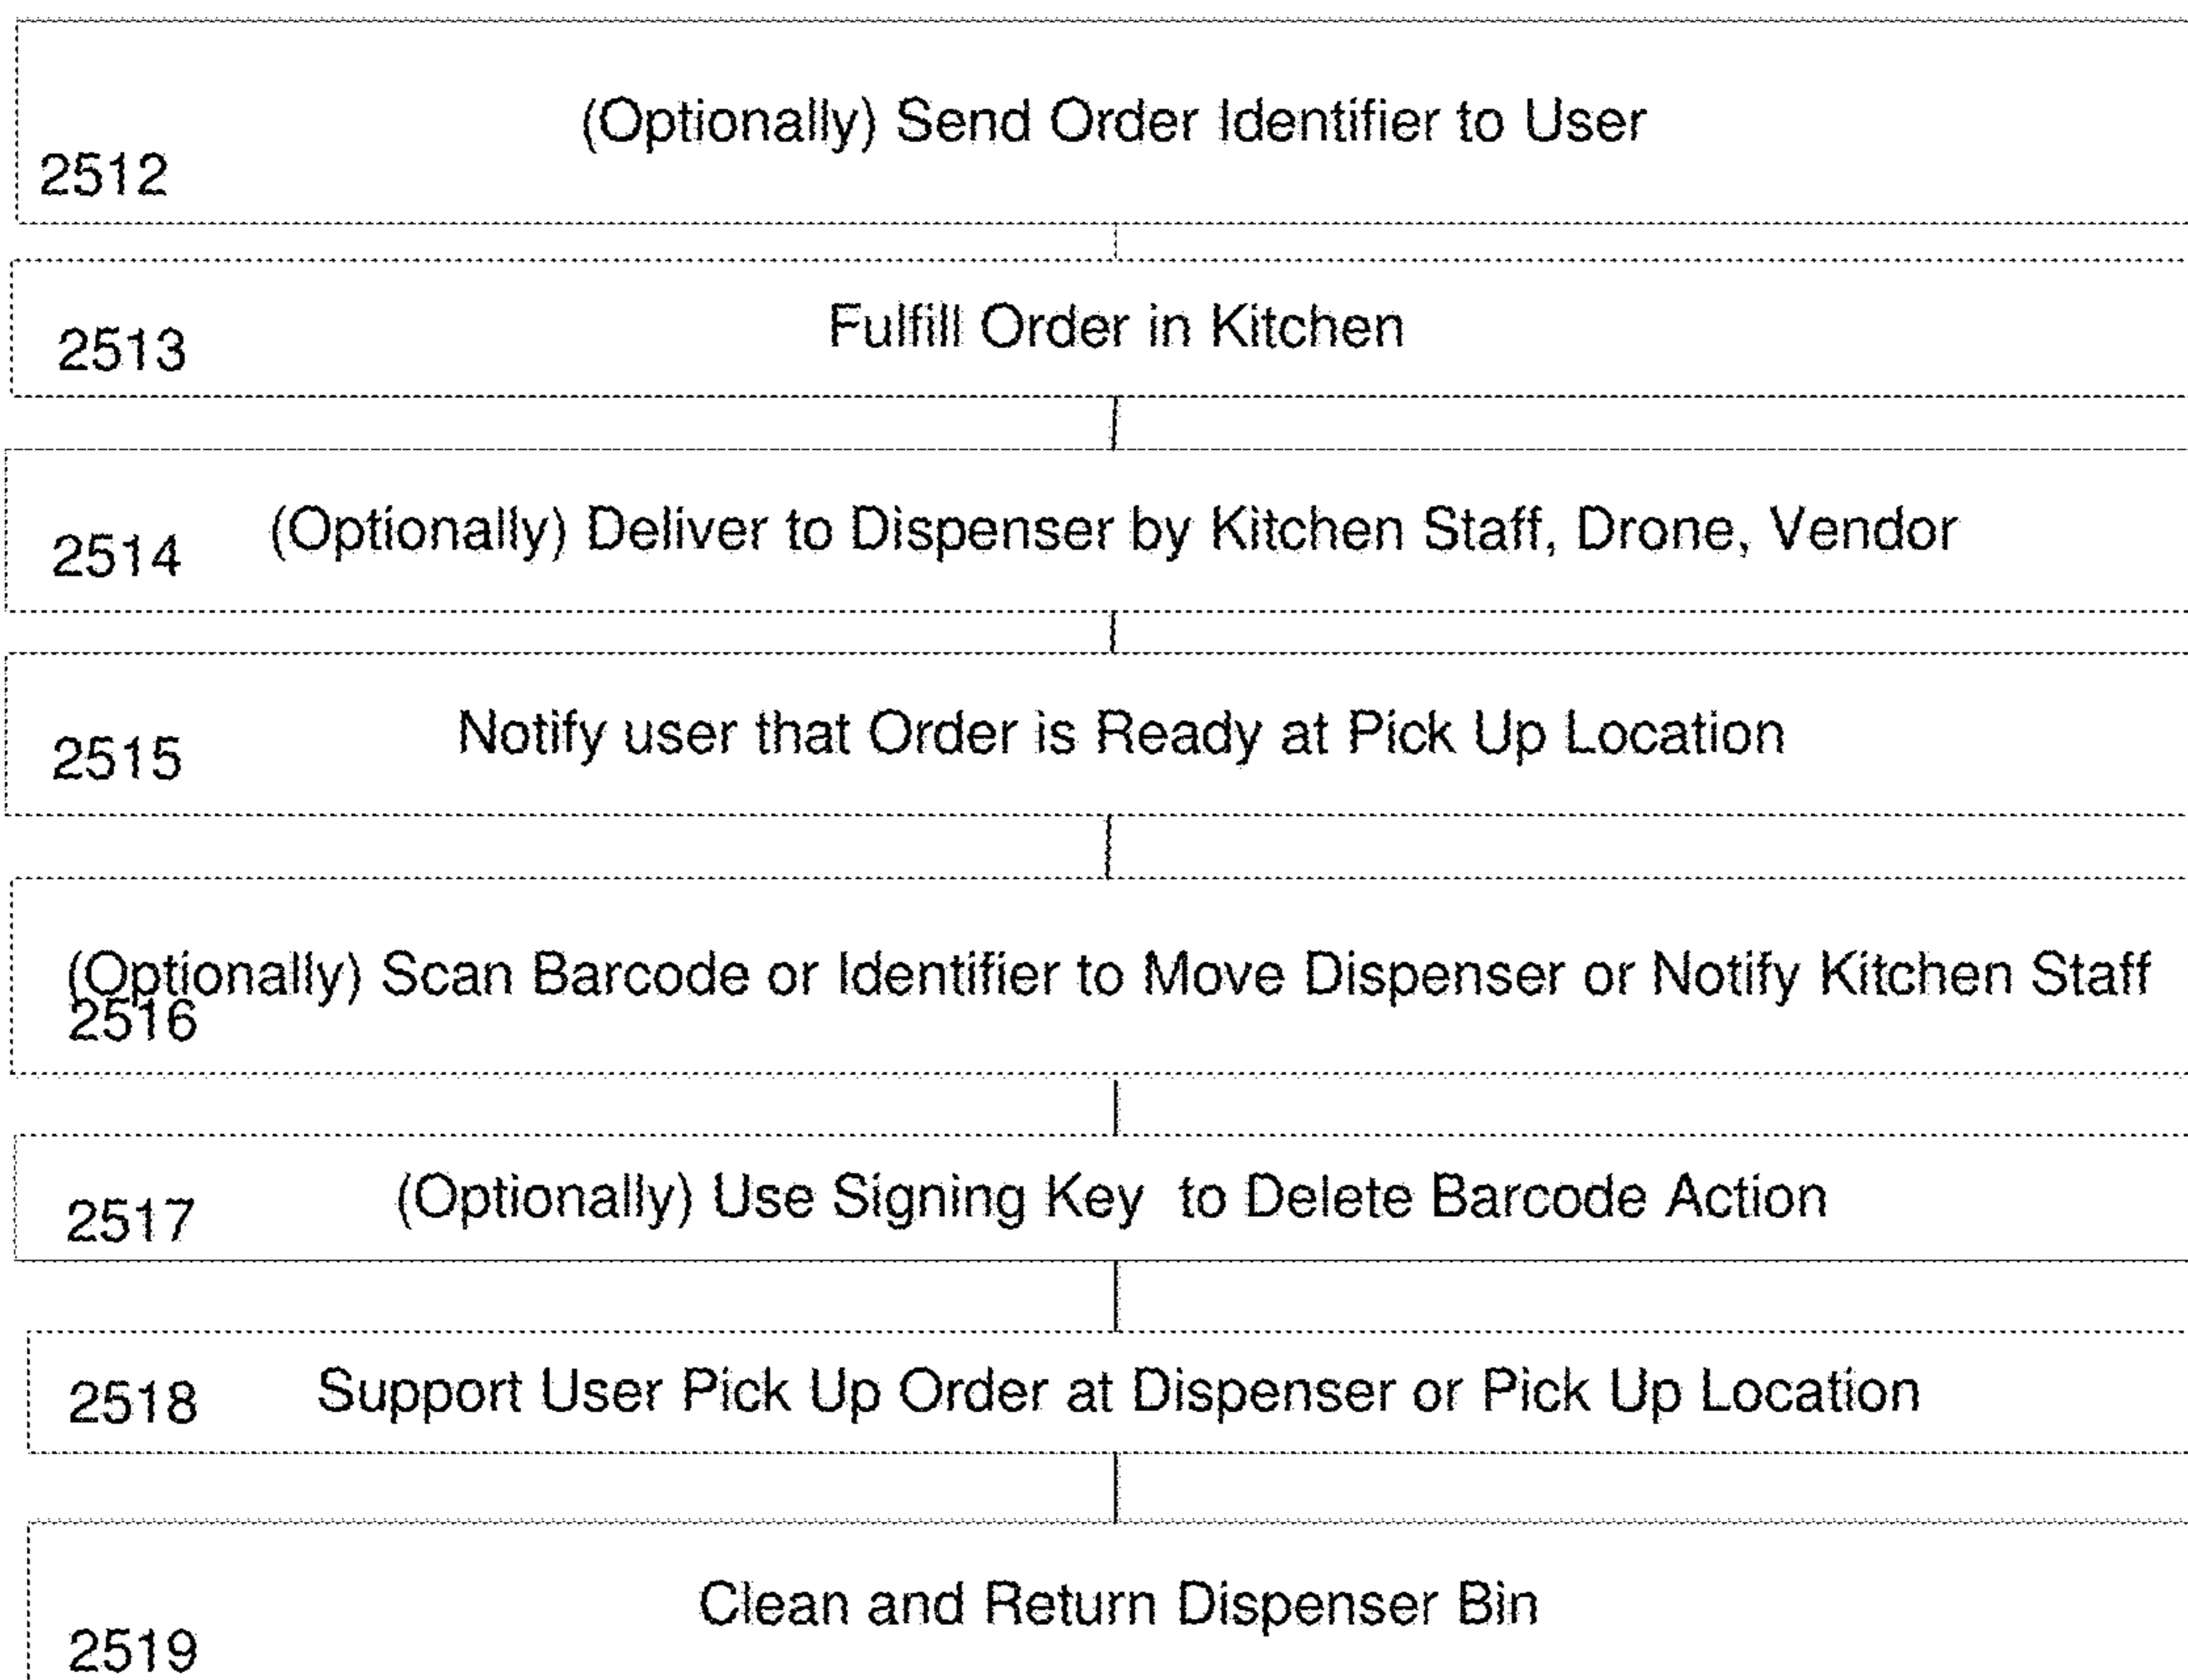 (Optionally) Send Order Identifier to User
2512
Fulfill Order in Kitchen
2513
(Optionally) Deliver to Dispenser by Kitchen Staff, Drone, Vendor
2514
Notify user that Order is Ready at Pick Up Location
2515
(Optionally) Scan Barcode or Identifier to Move Dispenser or Notify Kitchen Staff
2516
(Optionally) Use Signing Key to Delete Barcode Action
2517
Support User Pick Up Order at Dispenser or Pick Up Location
2518
Clean and Return Dispenser Bin
2519